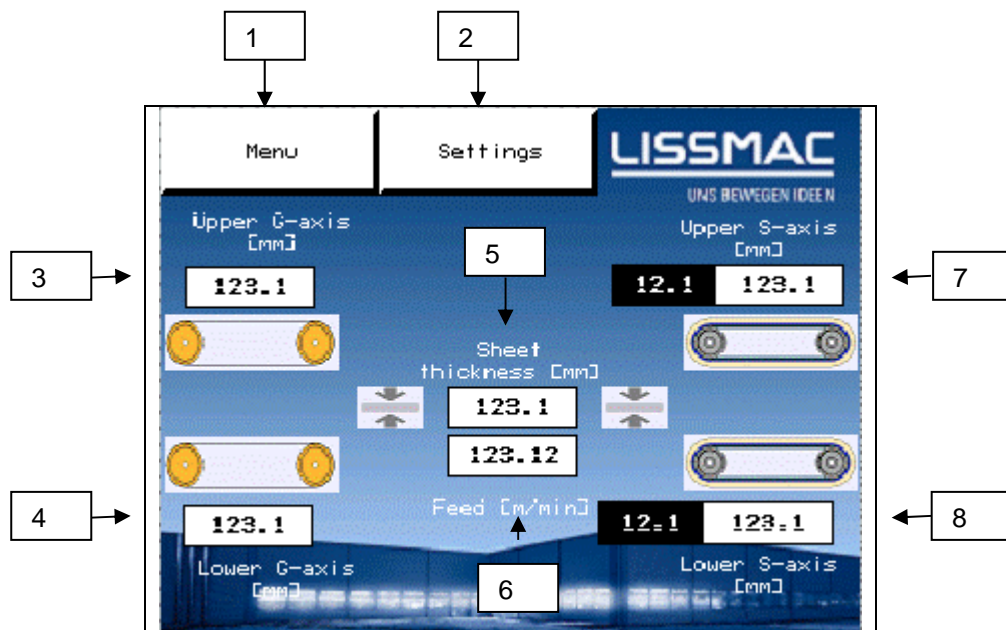 1
2
Menu
Settings
LISSMAC
UNS BEWEGEN IDEEN
Upper G-axis
[mm]
Upper S-axis
[mm]
3
123.1
5
12.1 123.1
7
Sheet
thickness [mm]
123.1
123.12
4
123.1
Feed [m/min]
12.1 123.1
8
Lower G-axis
[mm]
6
Lower S-axis
[mm]